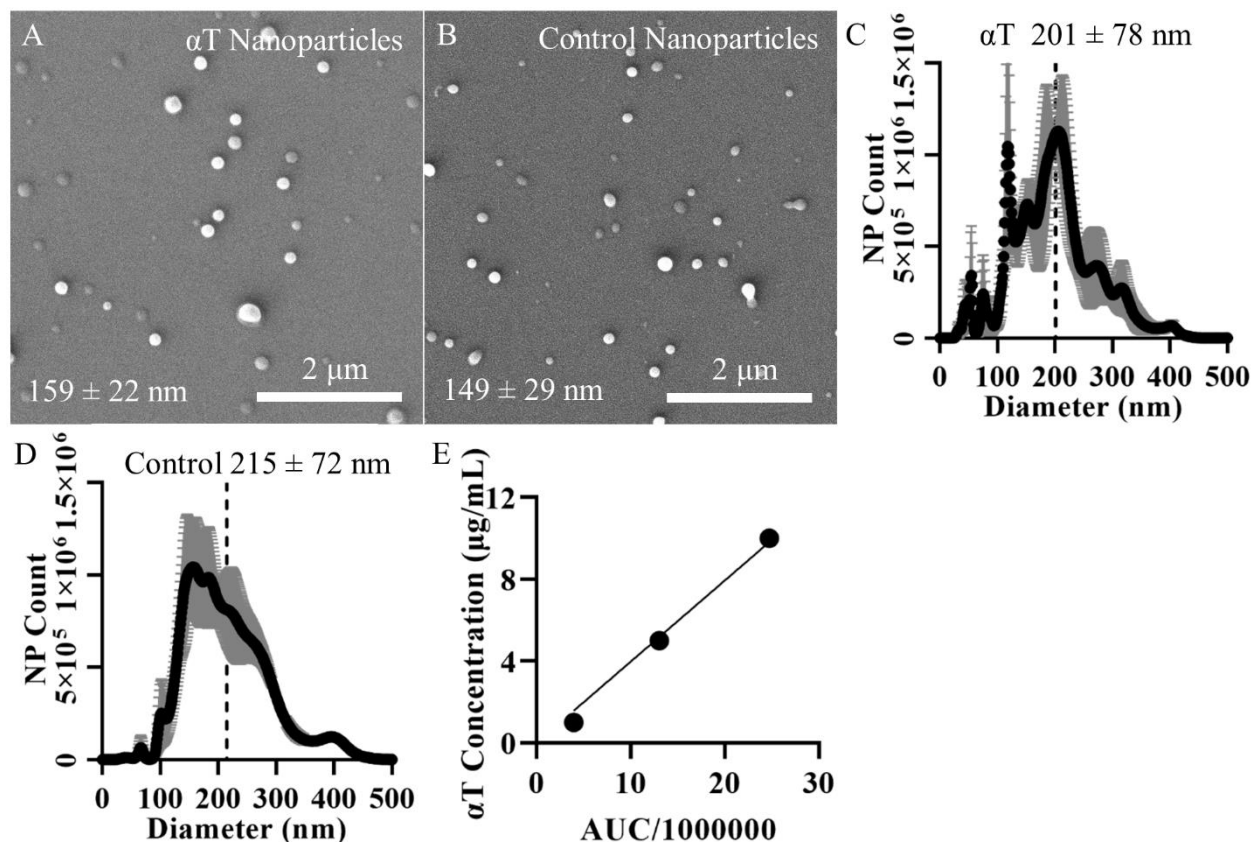 A
αT Nanoparticles
159 ± 22 nm
2 μm
B
Control Nanoparticles
149 ± 29 nm
2 μm
C
αT 201 ± 78 nm
NP Count
1.5×10⁶
1×10⁶
5×10⁵
0
0 100 200 300 400 500
Diameter (nm)
D
Control 215 ± 72 nm
NP Count
1.5×10⁶
1×10⁶
5×10⁵
0
0 100 200 300 400 500
Diameter (nm)
E
αT Concentration (μg/mL)
12
8
4
0
0 10 20 30
AUC/1000000